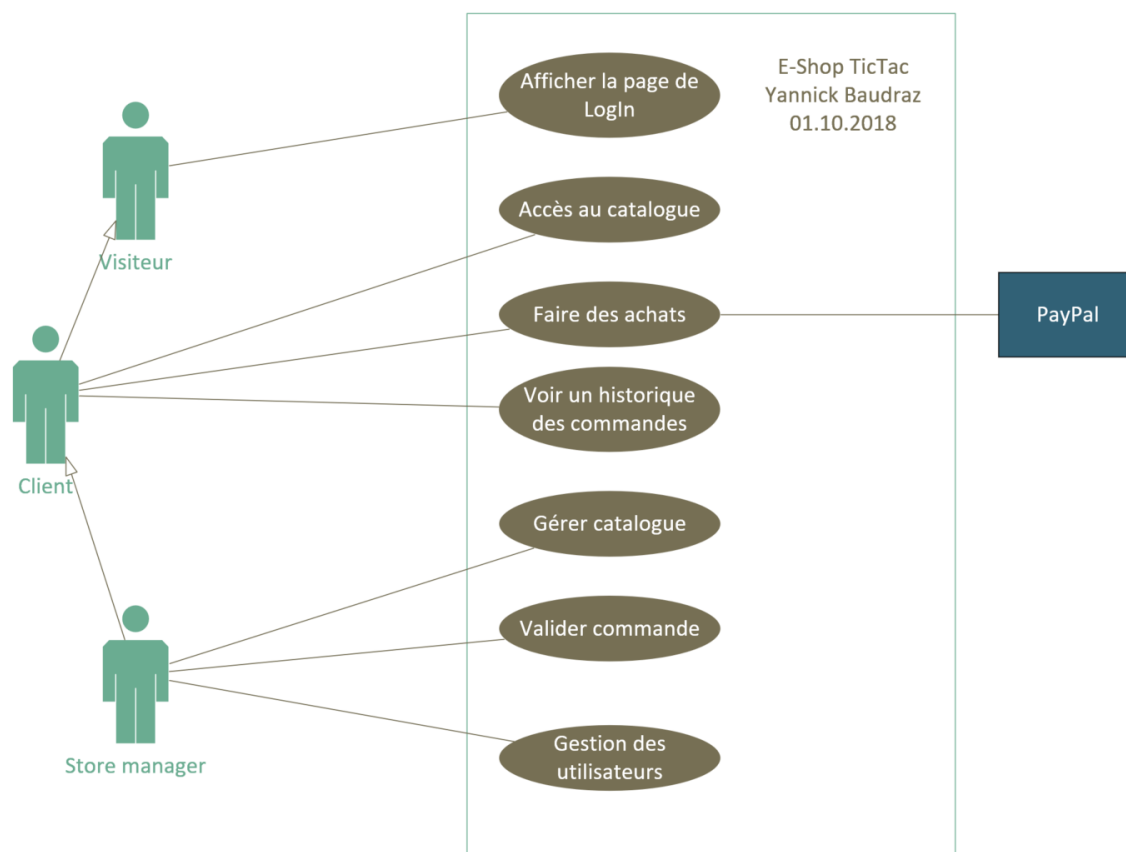 Afficher la page de
LogIn
E-Shop TicTac
Yannick Baudraz
01.10.2018
Visiteur
Accès au catalogue
Faire des achats
PayPal
Voir un historique
des commandes
Client
Gérer catalogue
Valider commande
Store manager
Gestion des
utilisateurs